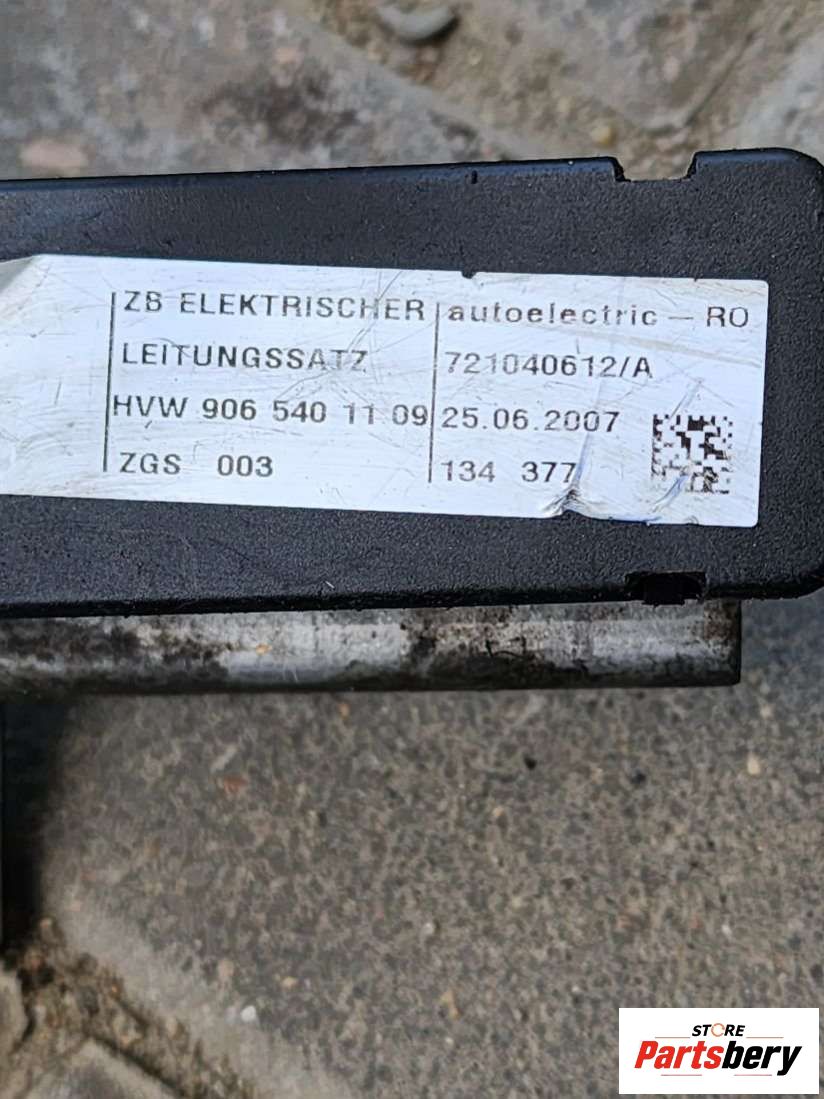 ZB ELEKTRISCHER
LEITUNGSSATZ
HVW 906 540 11 09
ZGS 003
autoelectric – RO
721040612/A
25.06.2007
134 377
STORE
Partsbery